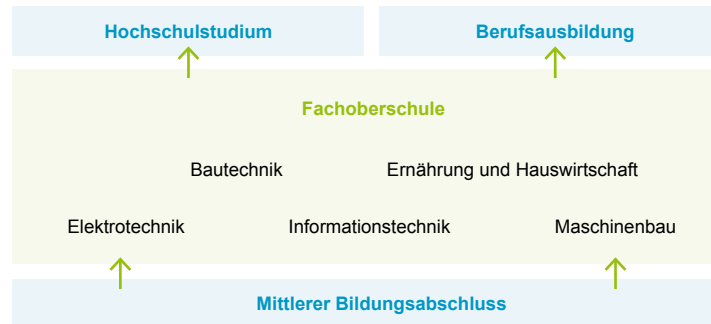 Hochschulstudium Berufsausbildung
Fachoberschule
Bautechnik Ernährung und Hauswirtschaft
Elektrotechnik Informationstechnik Maschinenbau
Mittlerer Bildungsabschluss